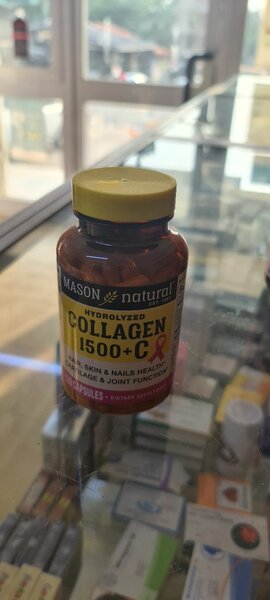 MASON natural
HYDROLYZED
COLLAGEN
1500+C
HAIR, SKIN & NAILS HEALTH
CARTILAGE & JOINT FUNCTION
CAPSULES • DIETARY SUPPLEMENT